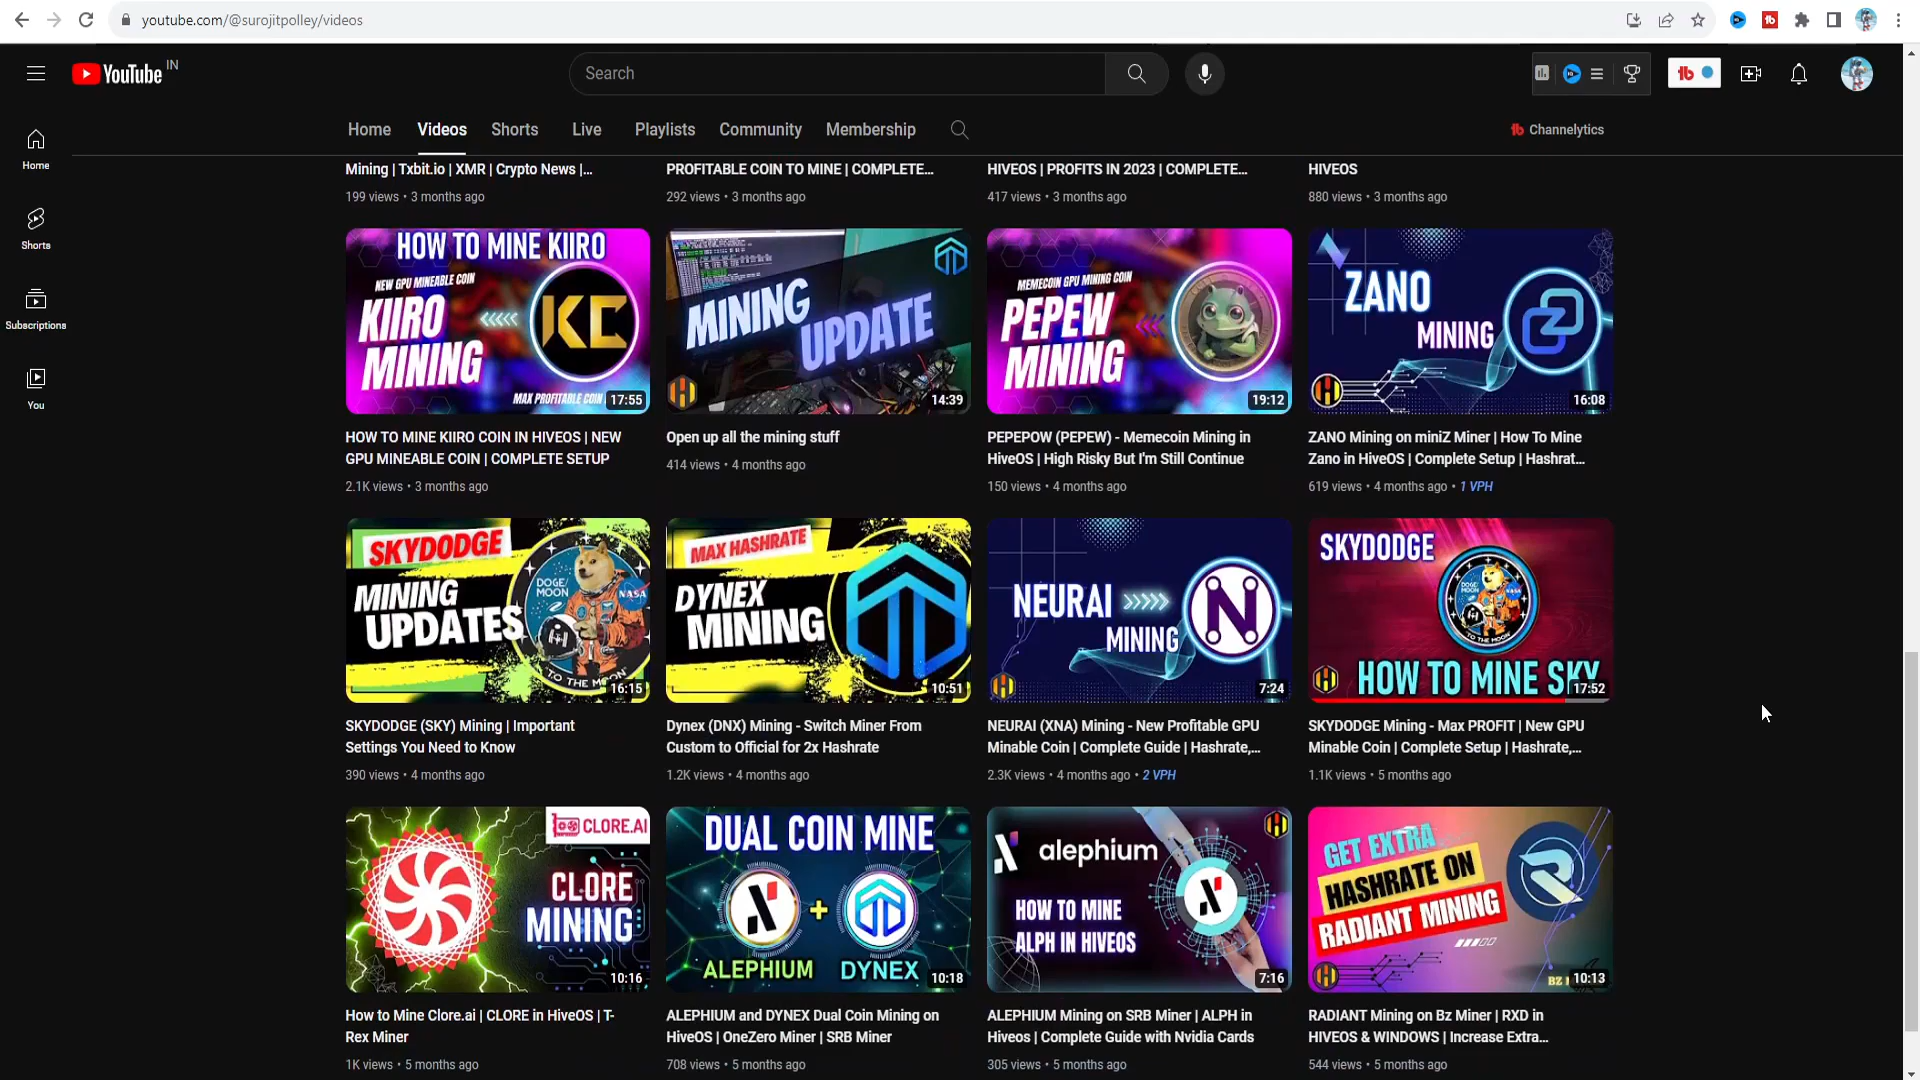 youtube.com/@surojitpolley/videos
YouTube IN
Search
Home
Videos
Shorts
Live
Playlists
Community
Membership
Channelytics
Home
Shorts
Subscriptions
You
Mining | Txbit.io | XMR | Crypto News |...
199 views • 3 months ago
PROFITABLE COIN TO MINE | COMPLETE...
292 views • 3 months ago
HIVEOS | PROFITS IN 2023 | COMPLETE...
417 views • 3 months ago
HIVEOS
880 views • 3 months ago
HOW TO MINE KIIRO
NEW GPU MINEABLE COIN
KIIRO
MINING
KC
MAX PROFITABLE COIN
17:55
HOW TO MINE KIIRO COIN IN HIVEOS | NEW
GPU MINEABLE COIN | COMPLETE SETUP
2.1K views • 3 months ago
MINING
UPDATE
14:39
Open up all the mining stuff
414 views • 4 months ago
MEMECOIN GPU MINING COIN
PEPEW
MINING
19:12
PEPEPOW (PEPEW) - Memecoin Mining in
HiveOS | High Risky But I'm Still Continue
150 views • 4 months ago
ZANO
MINING
16:08
ZANO Mining on miniZ Miner | How To Mine
Zano in HiveOS | Complete Setup | Hashrat...
619 views • 4 months ago • 1 VPH
SKYDODGE
MINING
UPDATES
DOGE/
MOON
NASA
TO THE MOON
16:15
SKYDODGE (SKY) Mining | Important
Settings You Need to Know
390 views • 4 months ago
MAX HASHRATE
DYNEX
MINING
10:51
Dynex (DNX) Mining - Switch Miner From
Custom to Official for 2x Hashrate
1.2K views • 4 months ago
NEURAI
MINING
N
7:24
NEURAI (XNA) Mining - New Profitable GPU
Minable Coin | Complete Guide | Hashrate,...
2.3K views • 4 months ago • 2 VPH
SKYDODGE
DOGE/
MOON
TO THE MOON
HOW TO MINE SKY
17:52
SKYDODGE Mining - Max PROFIT | New GPU
Minable Coin | Complete Setup | Hashrate,...
1.1K views • 5 months ago
CLORE.AI
CLORE
MINING
10:16
How to Mine Clore.ai | CLORE in HiveOS | T-
Rex Miner
1K views • 5 months ago
DUAL COIN MINE
+
ALEPHIUM DYNEX
10:18
ALEPHIUM and DYNEX Dual Coin Mining on
HiveOS | OneZero Miner | SRB Miner
708 views • 5 months ago
alephium
HOW TO MINE
ALPH IN HIVEOS
7:16
ALEPHIUM Mining on SRB Miner | ALPH in
Hiveos | Complete Guide with Nvidia Cards
305 views • 5 months ago
GET EXTRA
HASHRATE ON
RADIANT MINING
BZ
10:13
RADIANT Mining on Bz Miner | RXD in
HIVEOS & WINDOWS | Increase Extra...
544 views • 5 months ago